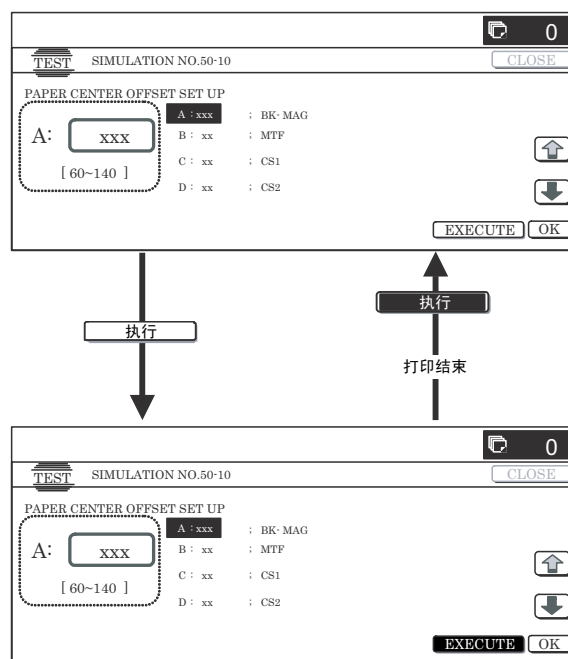 0
TEST SIMULATION NO.50-10 CLOSE
PAPER CENTER OFFSET SET UP
A: xxx
[ 60~140 ]
A : xxx ; BK- MAG
B : xx ; MTF
C : xx ; CS1
D : xx ; CS2
EXECUTE OK
执行
执行
打印结束
0
TEST SIMULATION NO.50-10 CLOSE
PAPER CENTER OFFSET SET UP
A: xxx
[ 60~140 ]
A : xxx ; BK- MAG
B : xx ; MTF
C : xx ; CS1
D : xx ; CS2
EXECUTE OK